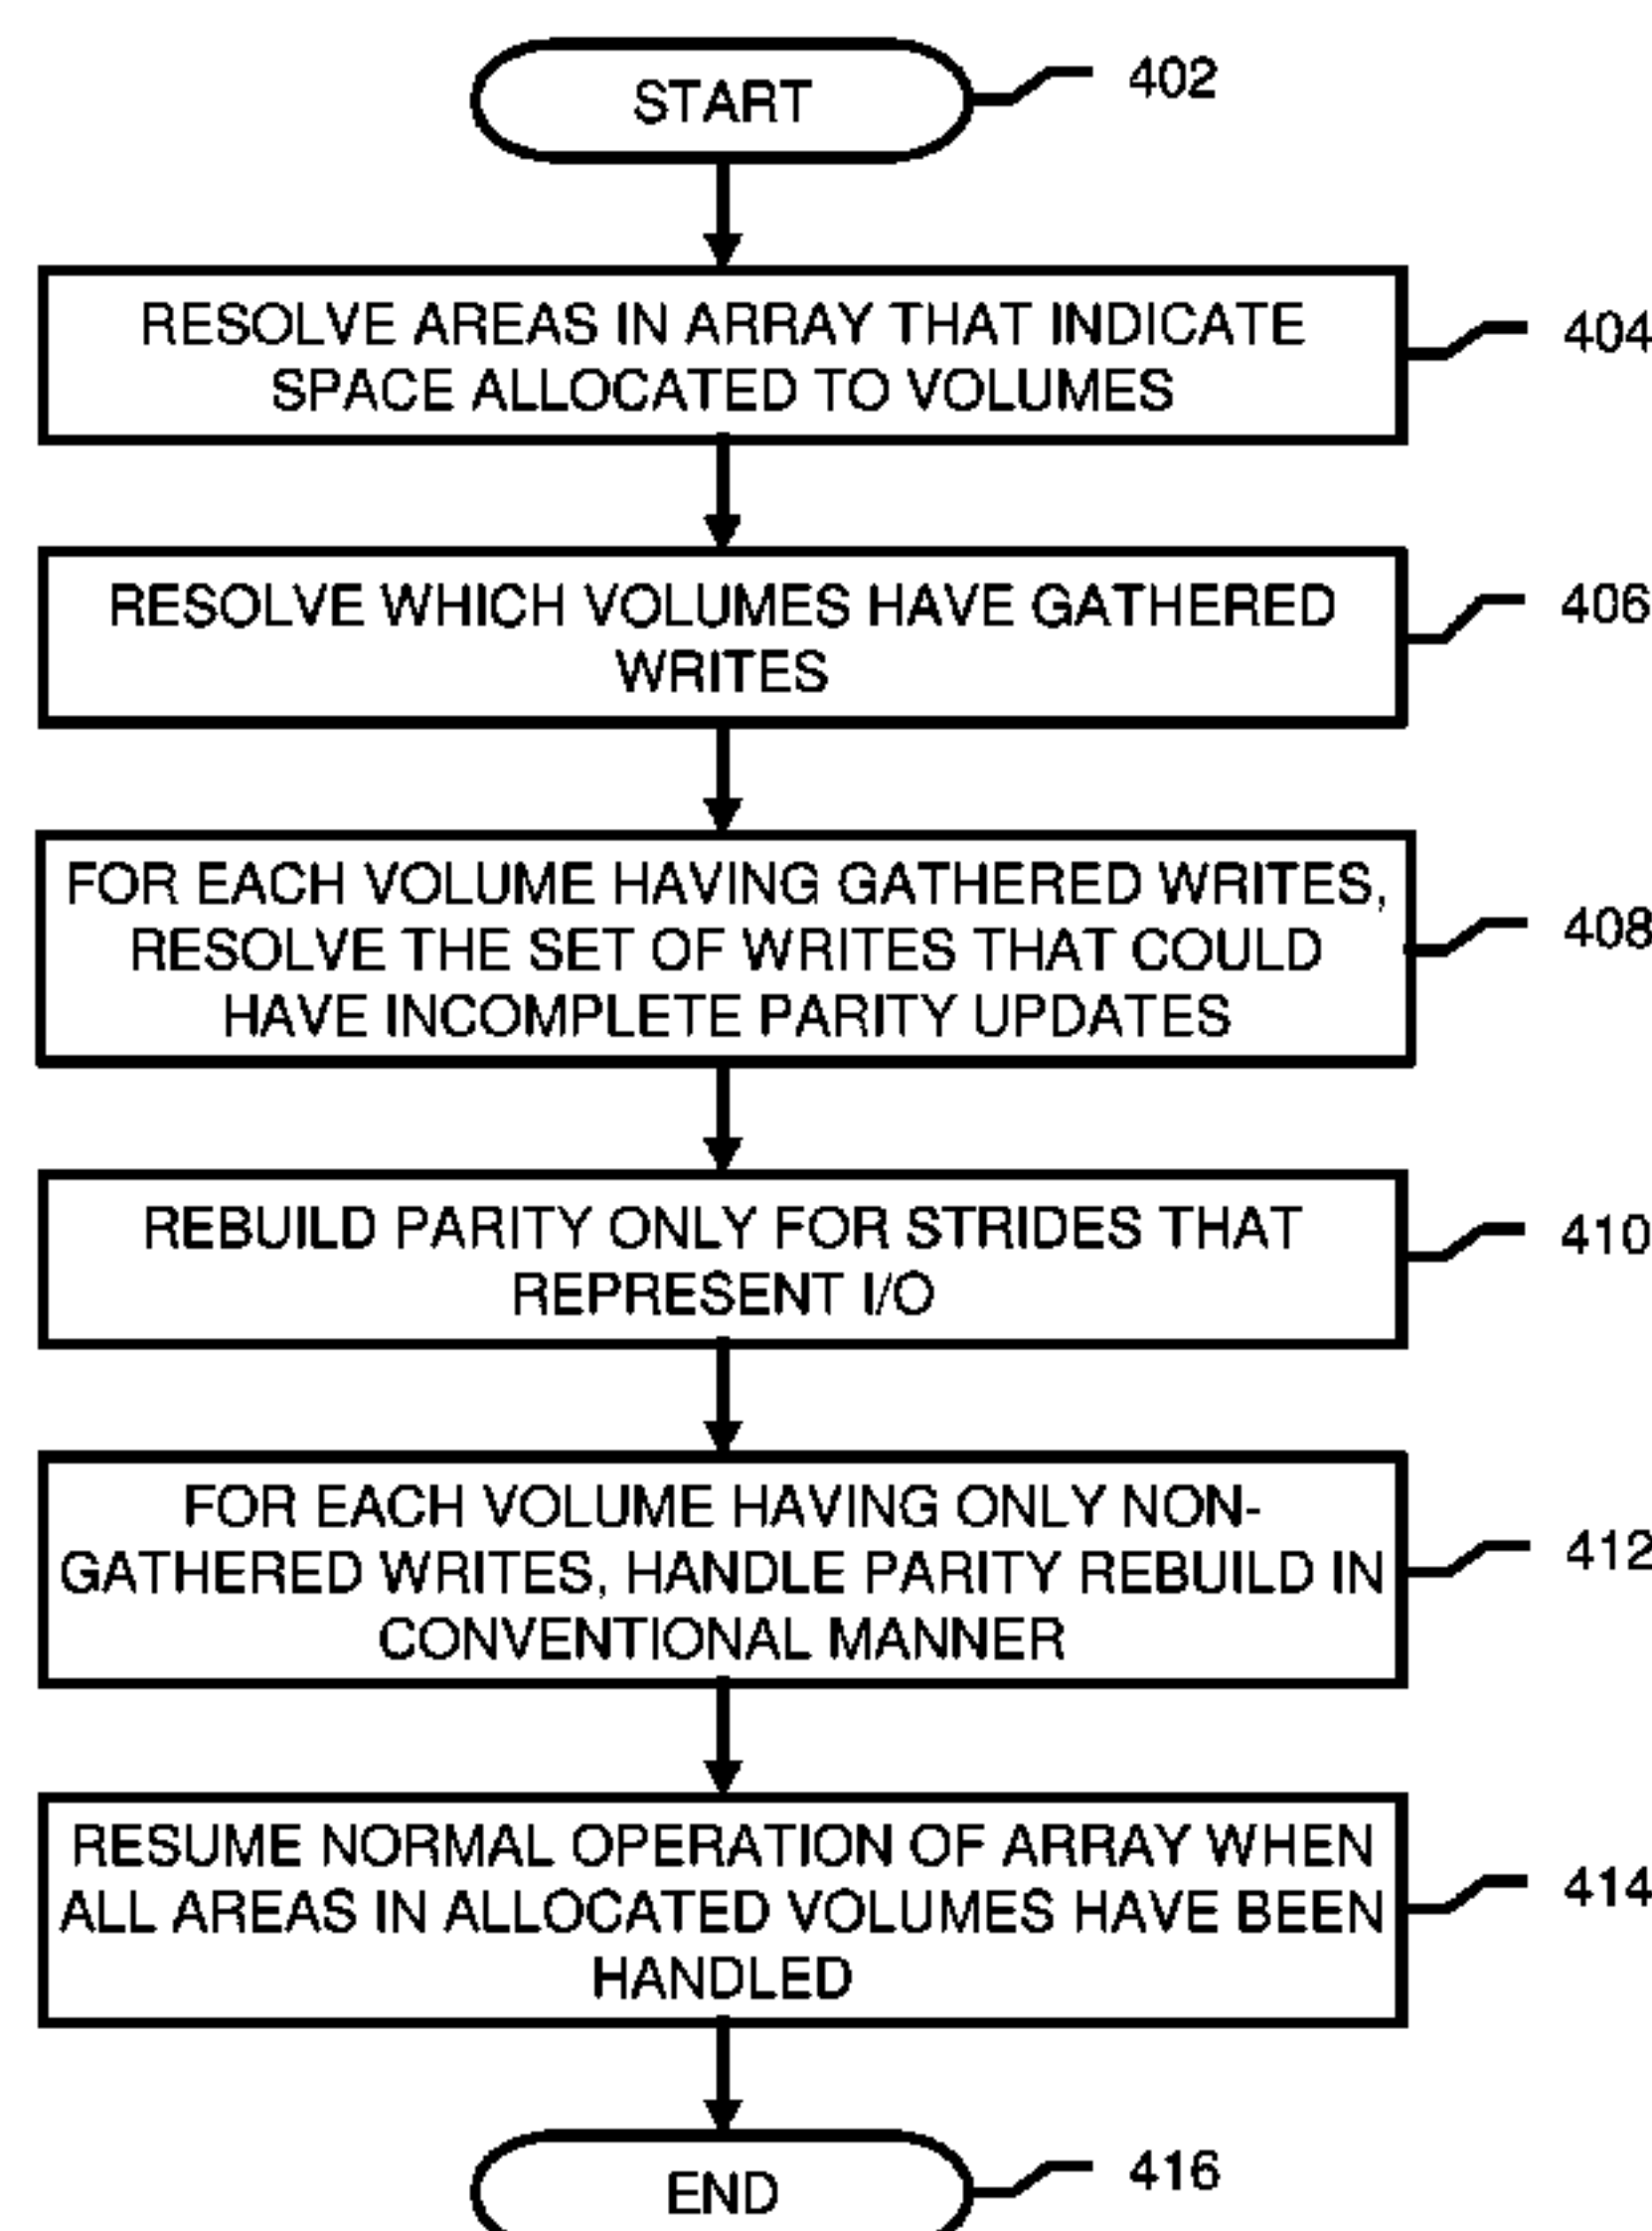 START
402
RESOLVE AREAS IN ARRAY THAT INDICATE
SPACE ALLOCATED TO VOLUMES
404
RESOLVE WHICH VOLUMES HAVE GATHERED
WRITES
406
FOR EACH VOLUME HAVING GATHERED WRITES,
RESOLVE THE SET OF WRITES THAT COULD
HAVE INCOMPLETE PARITY UPDATES
408
REBUILD PARITY ONLY FOR STRIDES THAT
REPRESENT I/O
410
FOR EACH VOLUME HAVING ONLY NON-
GATHERED WRITES, HANDLE PARITY REBUILD IN
CONVENTIONAL MANNER
412
RESUME NORMAL OPERATION OF ARRAY WHEN
ALL AREAS IN ALLOCATED VOLUMES HAVE BEEN
HANDLED
414
END
416